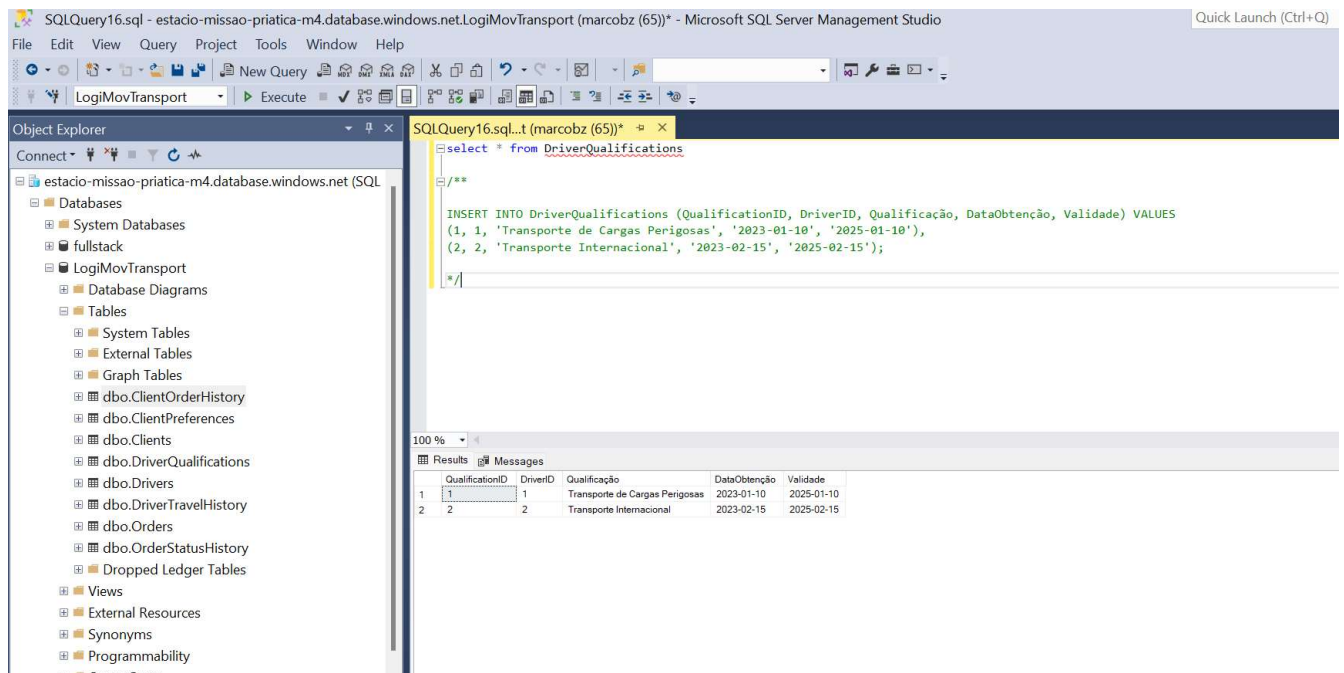 SQLQuery16.sql - estacio-missao-priatica-m4.database.windows.net.LogiMovTransport (marcobz (65))* - Microsoft SQL Server Management Studio
Quick Launch (Ctrl+Q)
File Edit View Query Project Tools Window Help
New Query
LogiMovTransport Execute
Object Explorer
SQLQuery16.sql...t (marcobz (65))*
Connect
estacio-missao-priatica-m4.database.windows.net (SQL
Databases
System Databases
fullstack
LogiMovTransport
Database Diagrams
Tables
System Tables
External Tables
Graph Tables
dbo.ClientOrderHistory
dbo.ClientPreferences
dbo.Clients
dbo.DriverQualifications
dbo.Drivers
dbo.DriverTravelHistory
dbo.Orders
dbo.OrderStatusHistory
Dropped Ledger Tables
Views
External Resources
Synonyms
Programmability
select * from DriverQualifications
/**
INSERT INTO DriverQualifications (QualificationID, DriverID, Qualificação, DataObtenção, Validade) VALUES
(1, 1, 'Transporte de Cargas Perigosas', '2023-01-10', '2025-01-10'),
(2, 2, 'Transporte Internacional', '2023-02-15', '2025-02-15');
*/
100 %
Results Messages
QualificationID DriverID Qualificação DataObtenção Validade
1 1 1 Transporte de Cargas Perigosas 2023-01-10 2025-01-10
2 2 2 Transporte Internacional 2023-02-15 2025-02-15